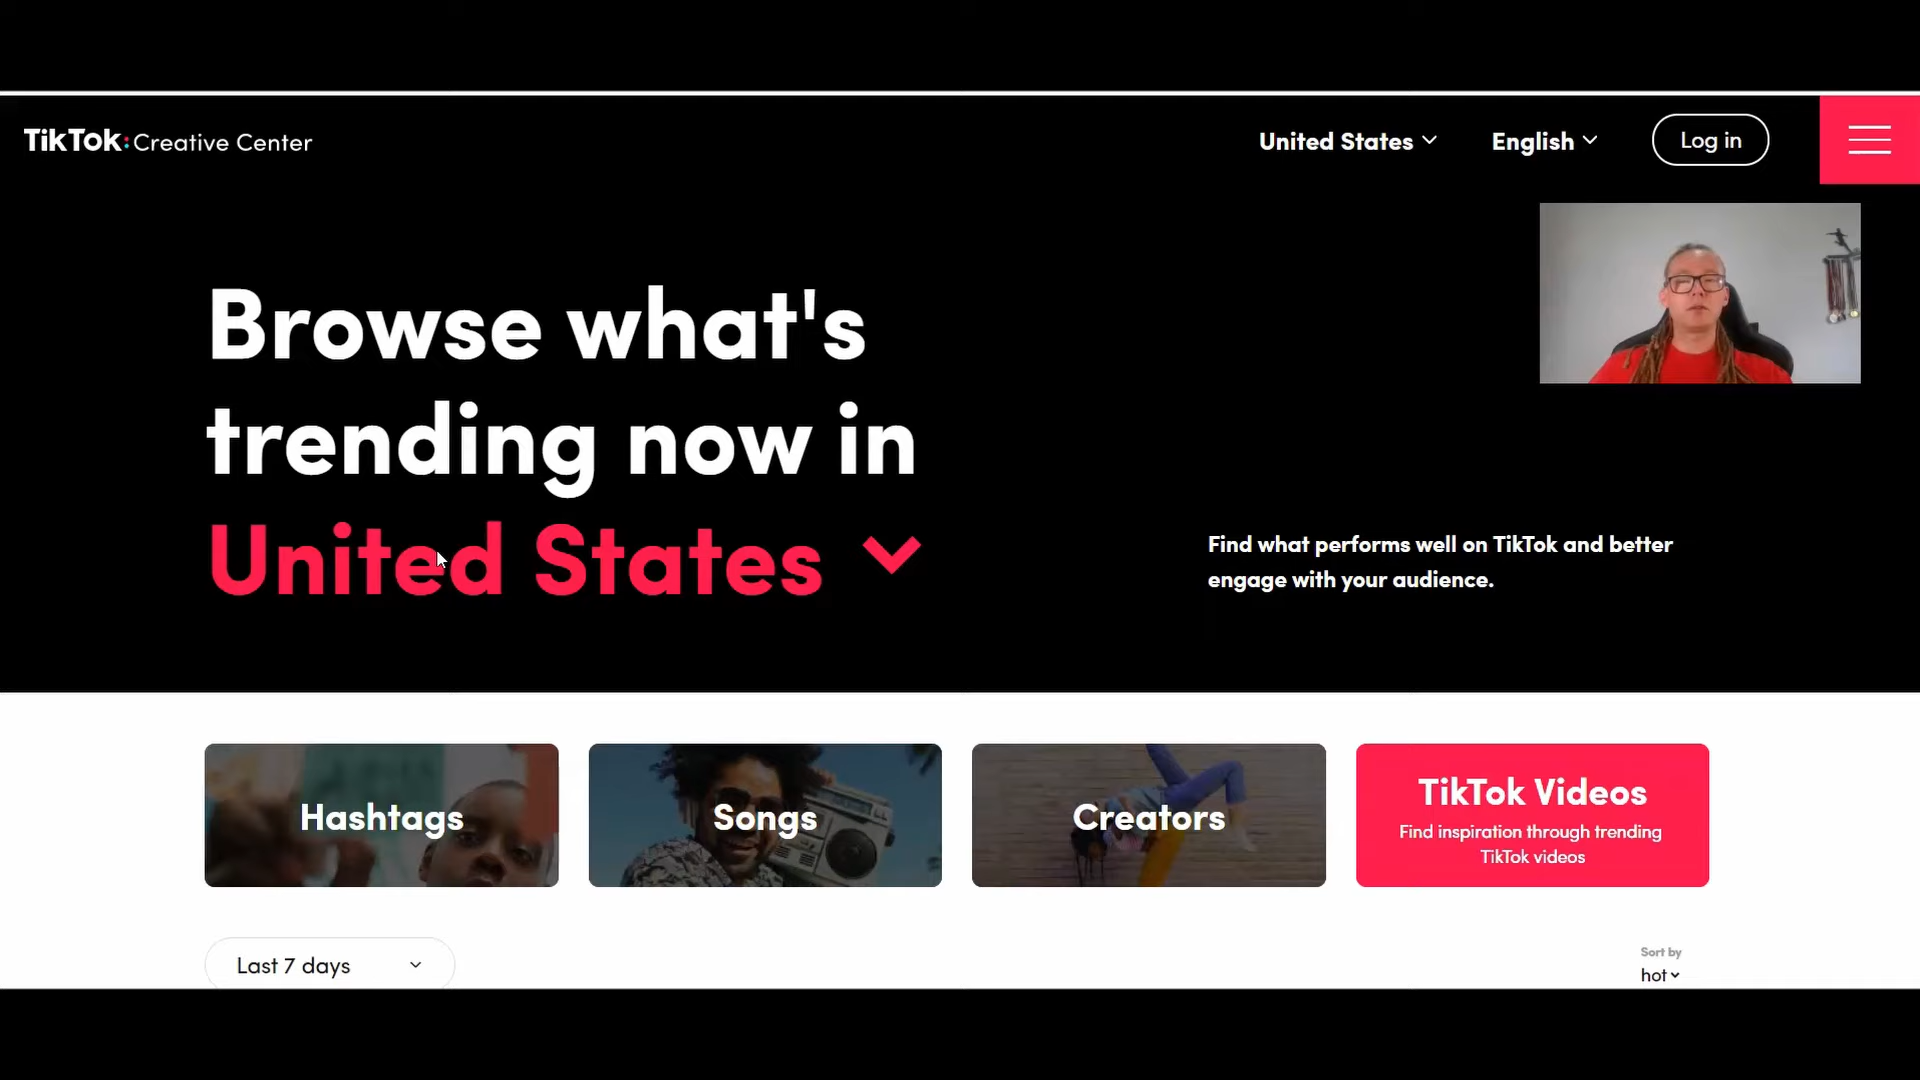 TikTok: Creative Center
United States
English
Log in
Browse what's
trending now in
United States
Find what performs well on TikTok and better
engage with your audience.
Hashtags
Songs
Creators
TikTok Videos
Find inspiration through trending
TikTok videos
Last 7 days
Sort by
hot